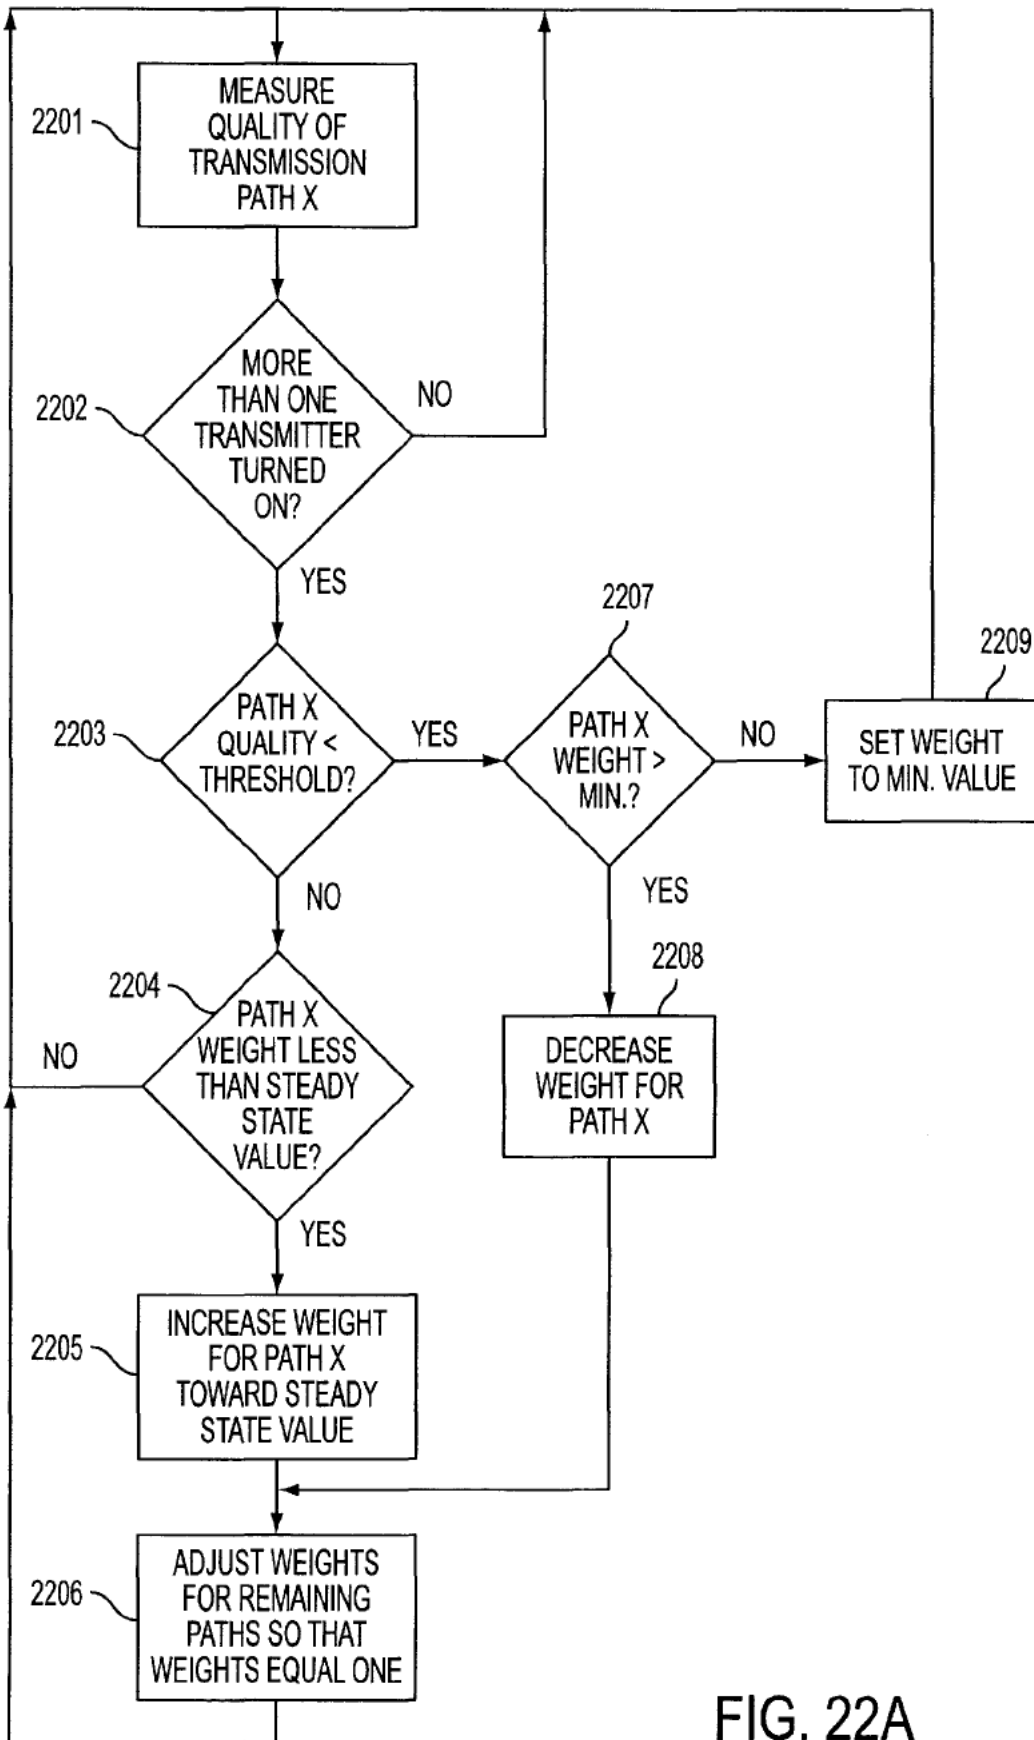 2201
MEASURE
QUALITY OF
TRANSMISSION
PATH X
2202
MORE
THAN ONE
TRANSMITTER
TURNED
ON?
NO
YES
2203
PATH X
QUALITY <
THRESHOLD?
YES
2207
PATH X
WEIGHT >
MIN.?
NO
2209
SET WEIGHT
TO MIN. VALUE
NO
YES
2204
PATH X
WEIGHT LESS
THAN STEADY
STATE
VALUE?
NO
2208
DECREASE
WEIGHT FOR
PATH X
YES
2205
INCREASE WEIGHT
FOR PATH X
TOWARD STEADY
STATE VALUE
2206
ADJUST WEIGHTS
FOR REMAINING
PATHS SO THAT
WEIGHTS EQUAL ONE
FIG. 22A